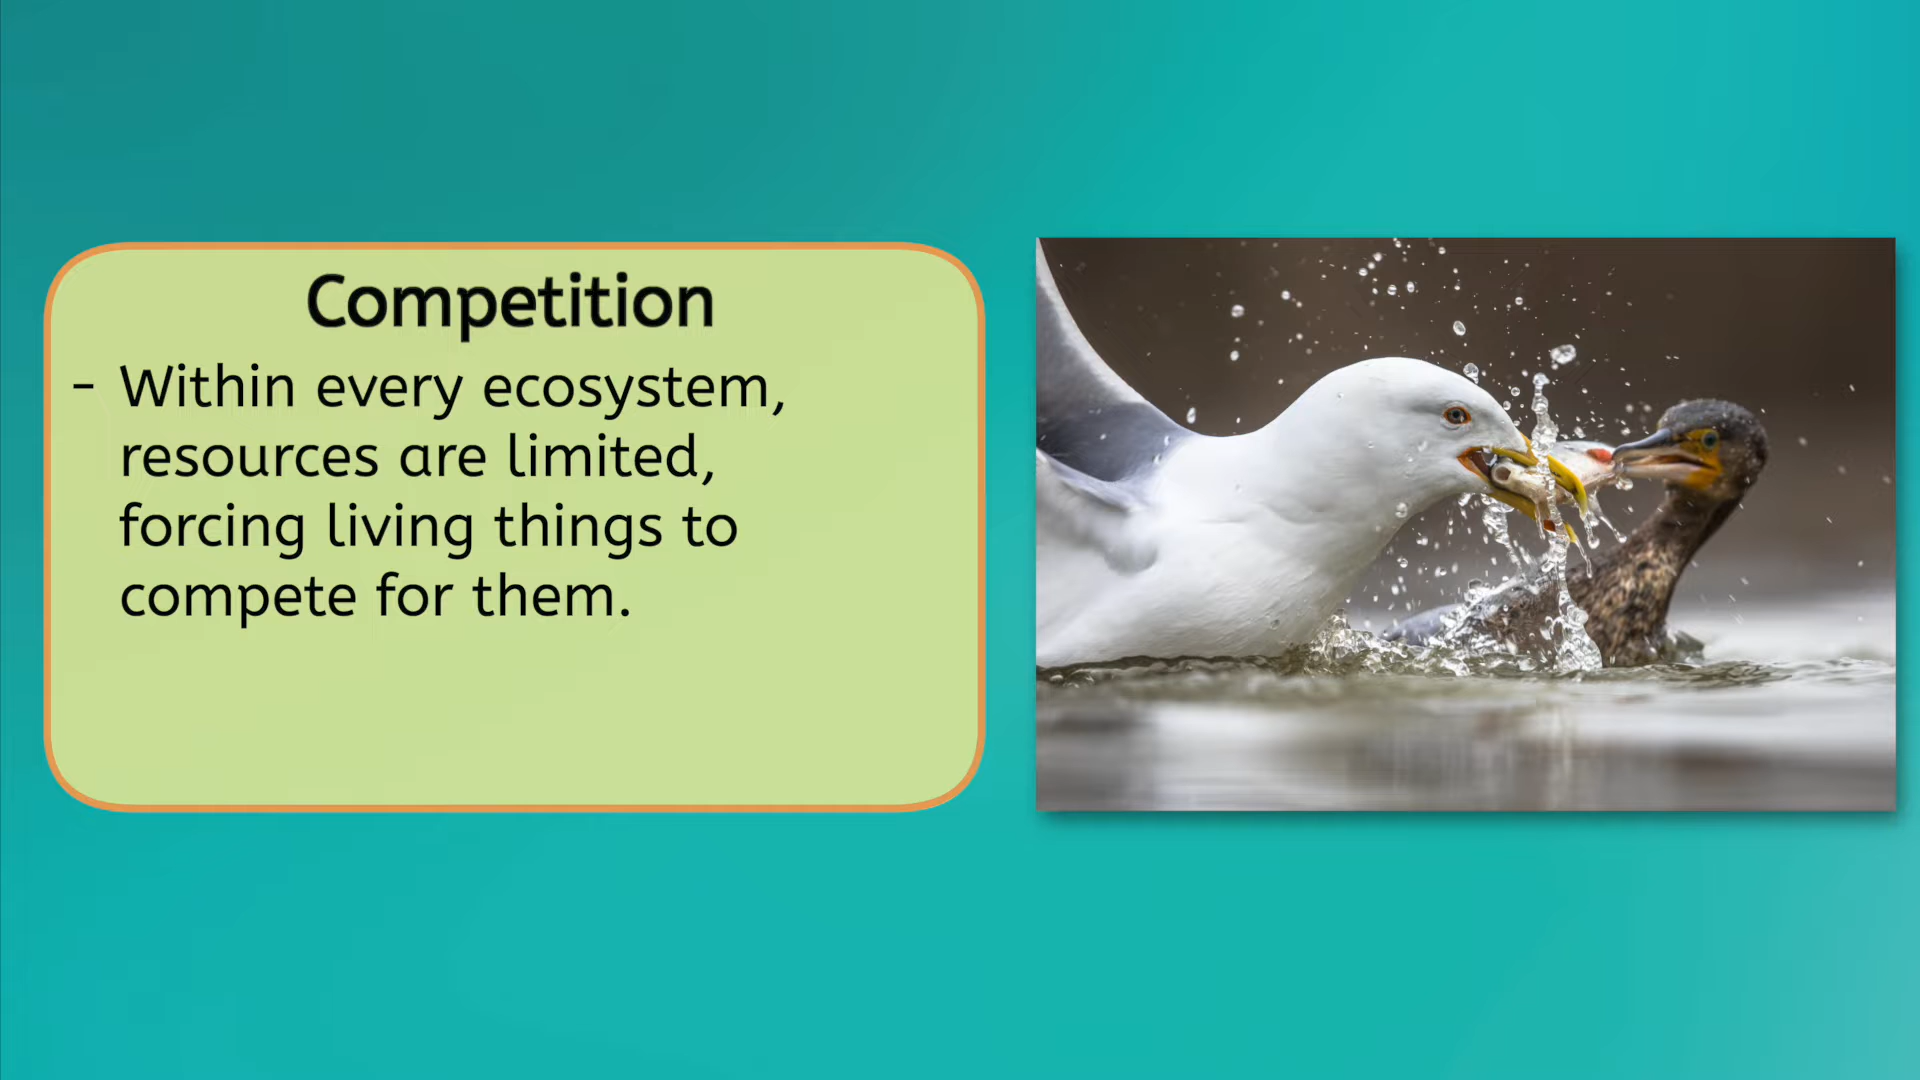 Competition
- Within every ecosystem,
resources are limited,
forcing living things to
compete for them.